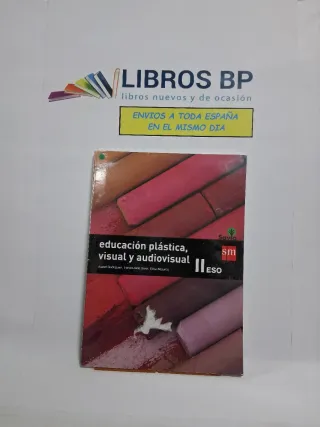 LIBROS BP
libros nuevos y de ocasión
ENVIOS A TODA ESPAÑA
EN EL MISMO DIA
educación plástica,
visual y audiovisual
II ESO
sm